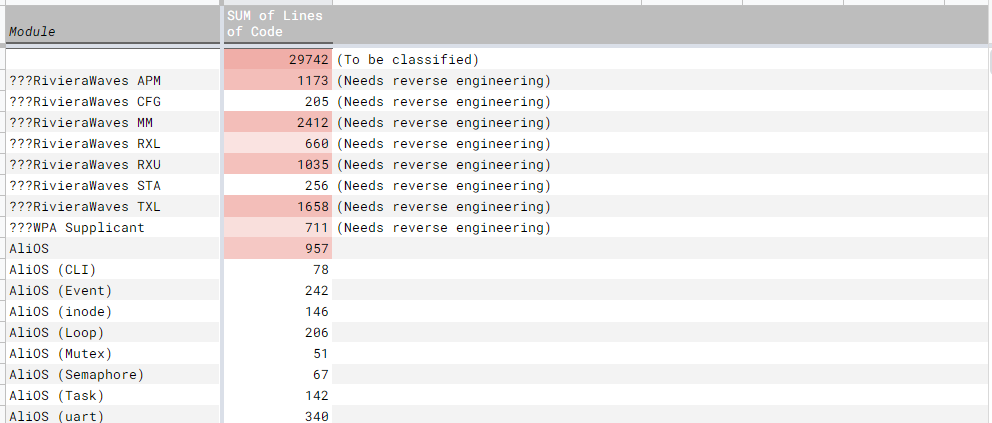 Module SUM of Lines of Code
29742 (To be classified)
???RivieraWaves APM 1173 (Needs reverse engineering)
???RivieraWaves CFG 205 (Needs reverse engineering)
???RivieraWaves MM 2412 (Needs reverse engineering)
???RivieraWaves RXL 660 (Needs reverse engineering)
???RivieraWaves RXU 1035 (Needs reverse engineering)
???RivieraWaves STA 256 (Needs reverse engineering)
???RivieraWaves TXL 1658 (Needs reverse engineering)
???WPA Supplicant 711 (Needs reverse engineering)
AliOS 957
AliOS (CLI) 78
AliOS (Event) 242
AliOS (inode) 146
AliOS (Loop) 206
AliOS (Mutex) 51
AliOS (Semaphore) 67
AliOS (Task) 142
AliOS (uart) 340